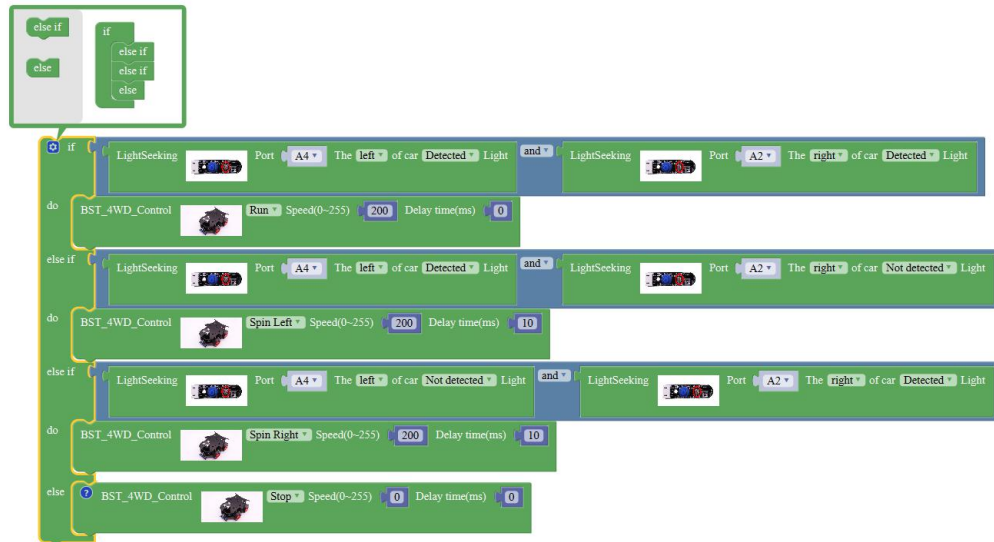 else if
else
if
else if
else if
else
if LightSeeking Port A4 The left of car Detected Light and LightSeeking Port A2 The right of car Detected Light
do BST_4WD_Control Run Speed(0~255) 200 Delay time(ms) 0
else if LightSeeking Port A4 The left of car Detected Light and LightSeeking Port A2 The right of car Not detected Light
do BST_4WD_Control Spin Left Speed(0~255) 200 Delay time(ms) 10
else if LightSeeking Port A4 The left of car Not detected Light and LightSeeking Port A2 The right of car Detected Light
do BST_4WD_Control Spin Right Speed(0~255) 200 Delay time(ms) 10
else ? BST_4WD_Control Stop Speed(0~255) 0 Delay time(ms) 0